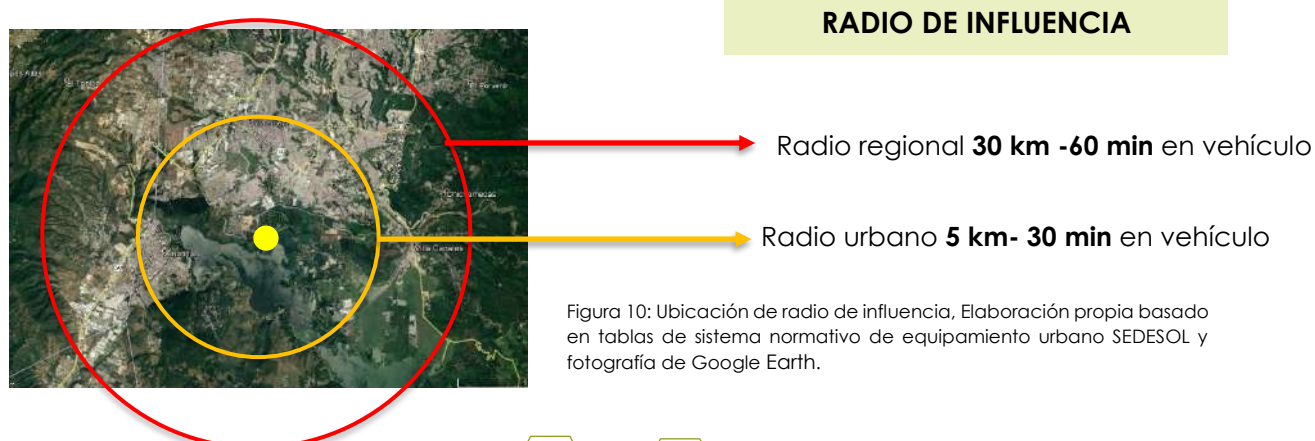 RADIO DE INFLUENCIA
Radio regional 30 km -60 min en vehículo
Radio urbano 5 km- 30 min en vehículo
Figura 10: Ubicación de radio de influencia, Elaboración propia basado
en tablas de sistema normativo de equipamiento urbano SEDESOL y
fotografía de Google Earth.
Villa Canales